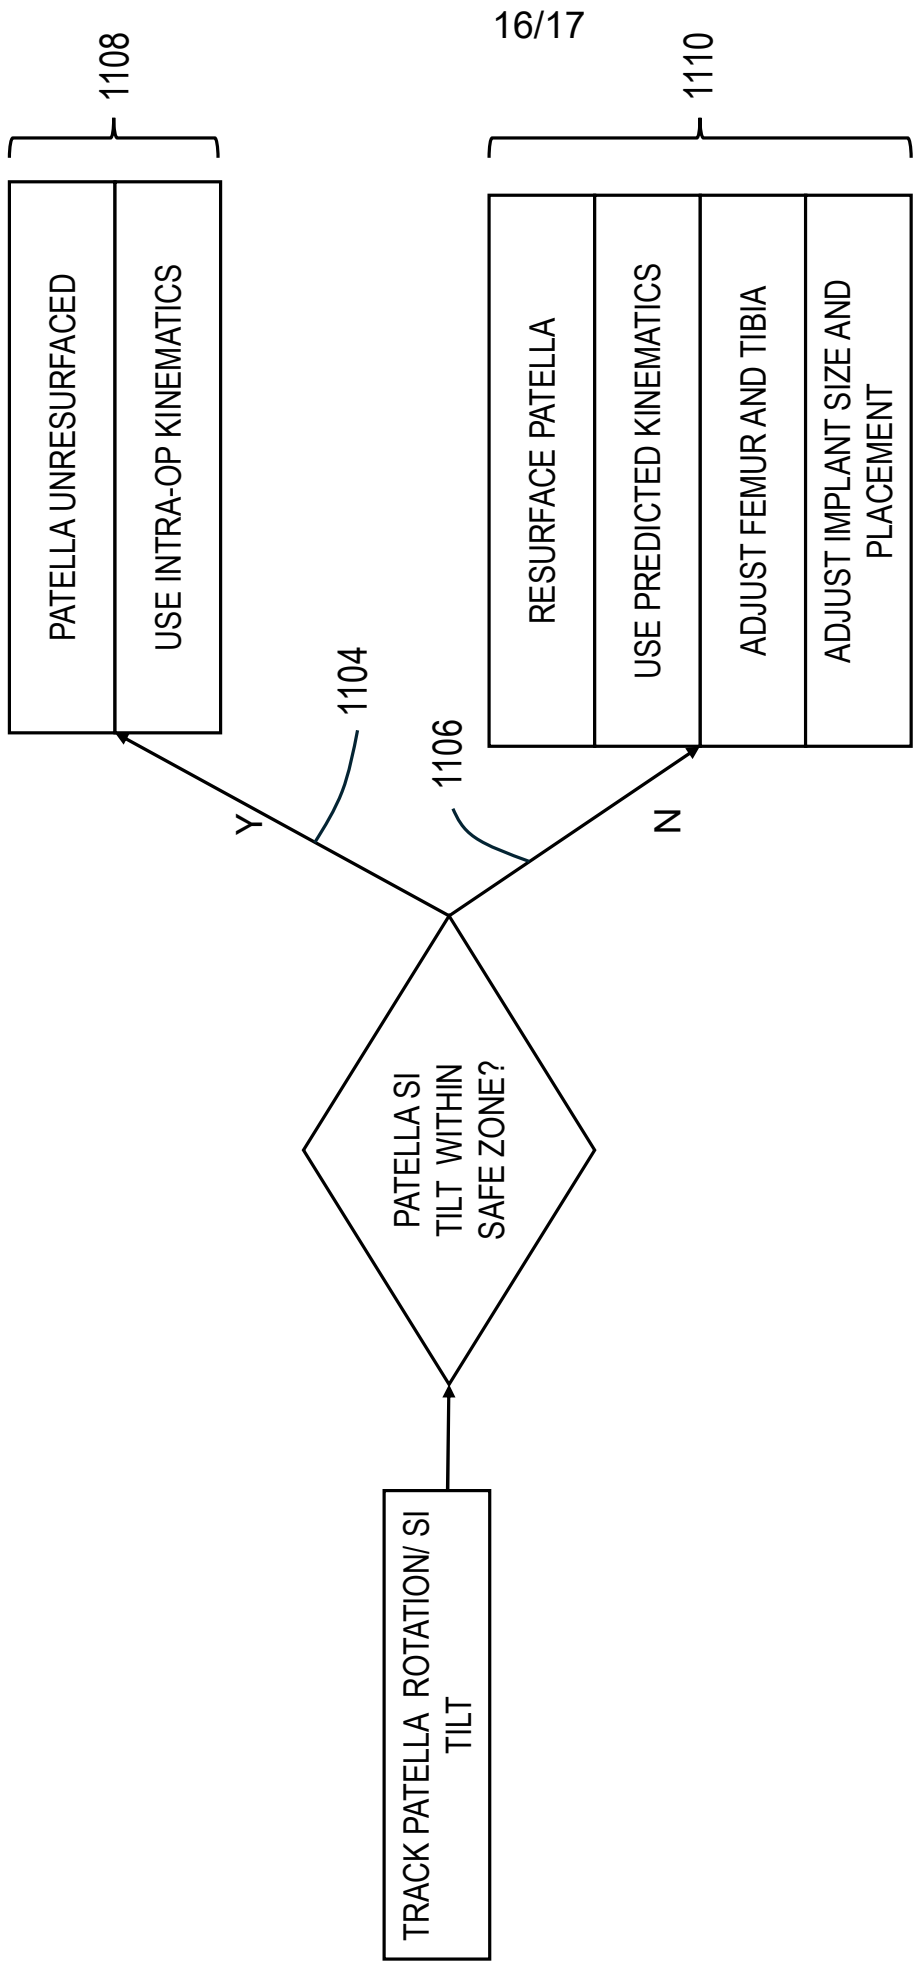 16/17
TRACK PATELLA ROTATION/ SI
TILT
PATELLA SI
TILT WITHIN
SAFE ZONE?
Y
1104
1106
N
PATELLA UNRESURFACED
USE INTRA-OP KINEMATICS
1108
RESURFACE PATELLA
USE PREDICTED KINEMATICS
ADJUST FEMUR AND TIBIA
ADJUST IMPLANT SIZE AND
PLACEMENT
1110